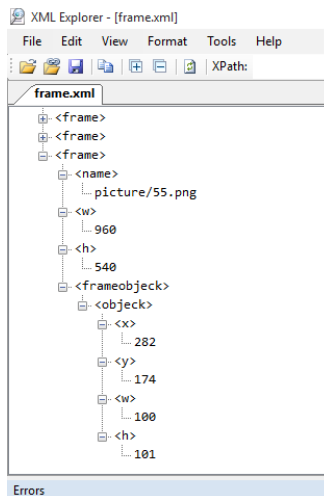 XML Explorer - [frame.xml]
File Edit View Format Tools Help
XPath:
frame.xml
<frame>
<frame>
<frame>
<name>
picture/55.png
<w>
960
<h>
540
<frameobjeck>
<objeck>
<x>
282
<y>
174
<w>
100
<h>
101
Errors